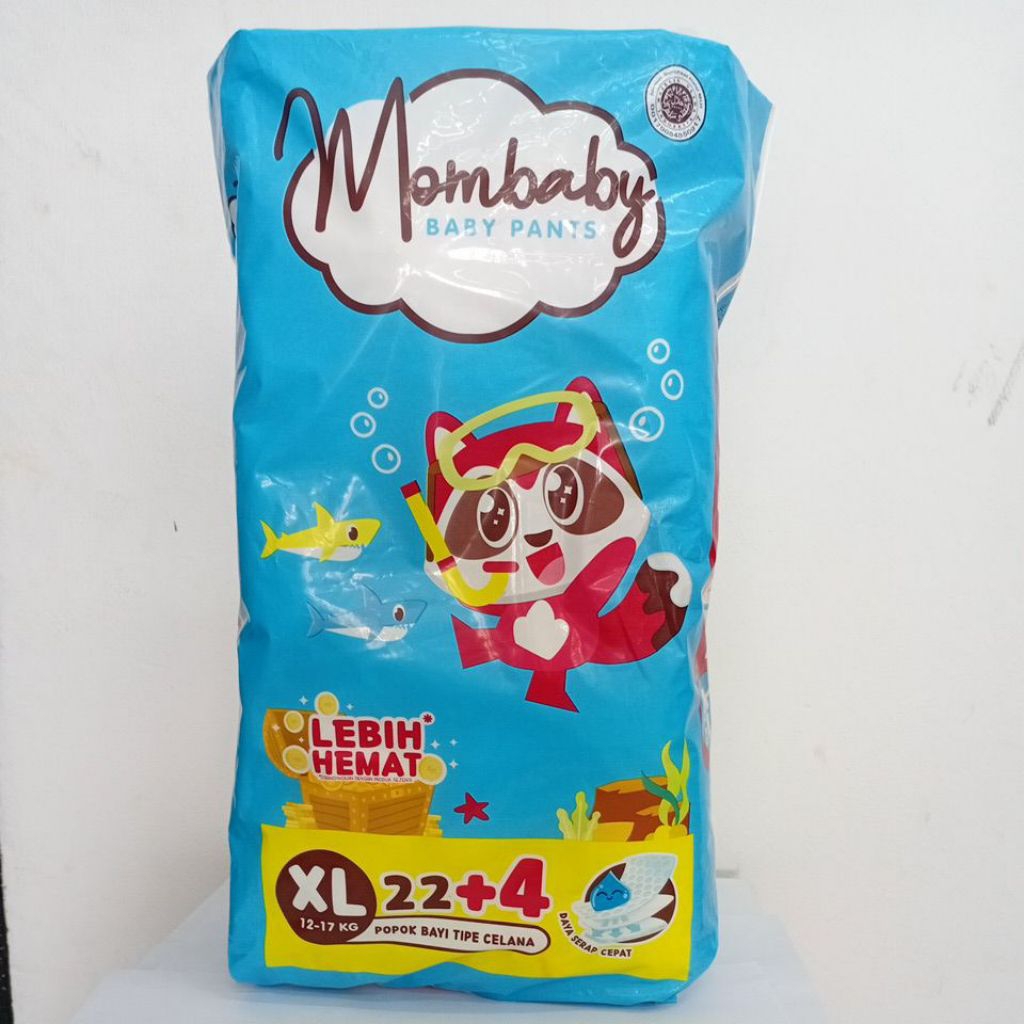 Mombaby
BABY PANTS
LEBIH*
HEMAT
XL
12-17 KG
22+4
POPOK BAYI TIPE CELANA
DAYA SERAP CEPAT